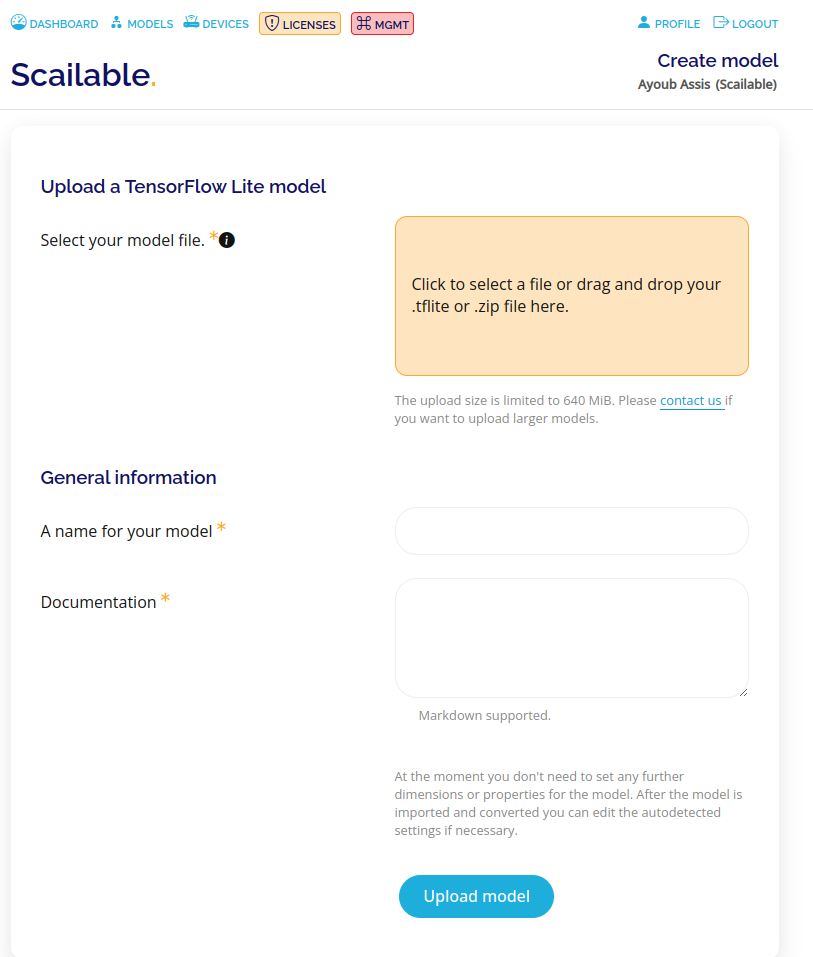 DASHBOARD MODELS DEVICES LICENSES MGMT PROFILE LOGOUT
Scailable.
Create model
Ayoub Assis (Scailable)
Upload a TensorFlow Lite model
Select your model file. *
Click to select a file or drag and drop your
.tflite or .zip file here.
The upload size is limited to 640 MiB. Please contact us if
you want to upload larger models.
General information
A name for your model *
Documentation *
Markdown supported.
At the moment you don't need to set any further
dimensions or properties for the model. After the model is
imported and converted you can edit the autodetected
settings if necessary.
Upload model